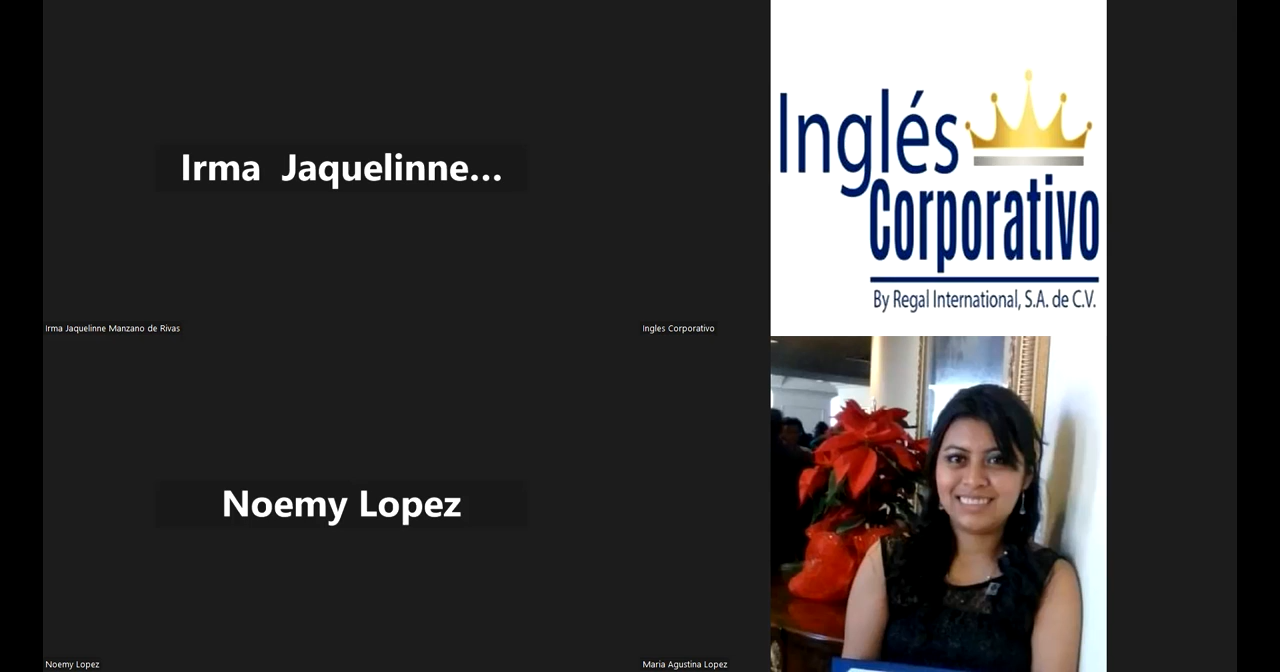 Irma Jaquelinne...
Irma Jaquelinne Manzano de Rivas
Inglés
Corporativo
By Regal International, S.A. de C.V.
Ingles Corporativo
Noemy Lopez
Noemy Lopez
Maria Agustina Lopez